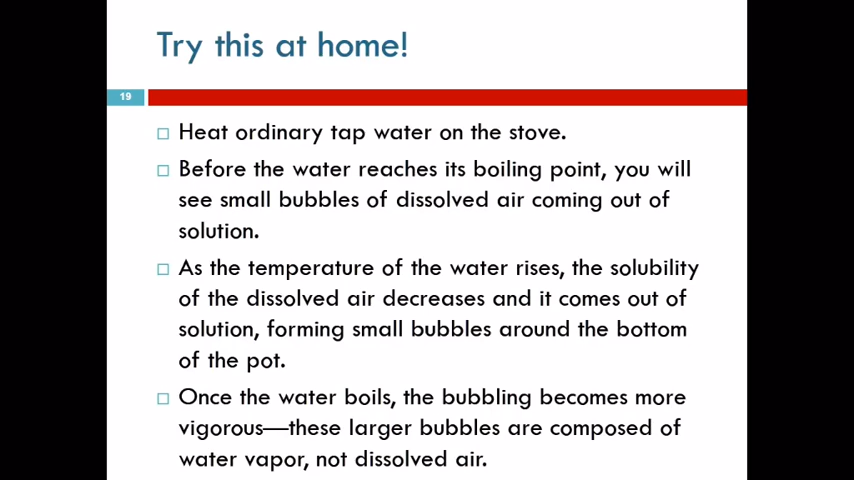 Try this at home!
19
Heat ordinary tap water on the stove.
Before the water reaches its boiling point, you will
see small bubbles of dissolved air coming out of
solution.
As the temperature of the water rises, the solubility
of the dissolved air decreases and it comes out of
solution, forming small bubbles around the bottom
of the pot.
Once the water boils, the bubbling becomes more
vigorous—these larger bubbles are composed of
water vapor, not dissolved air.